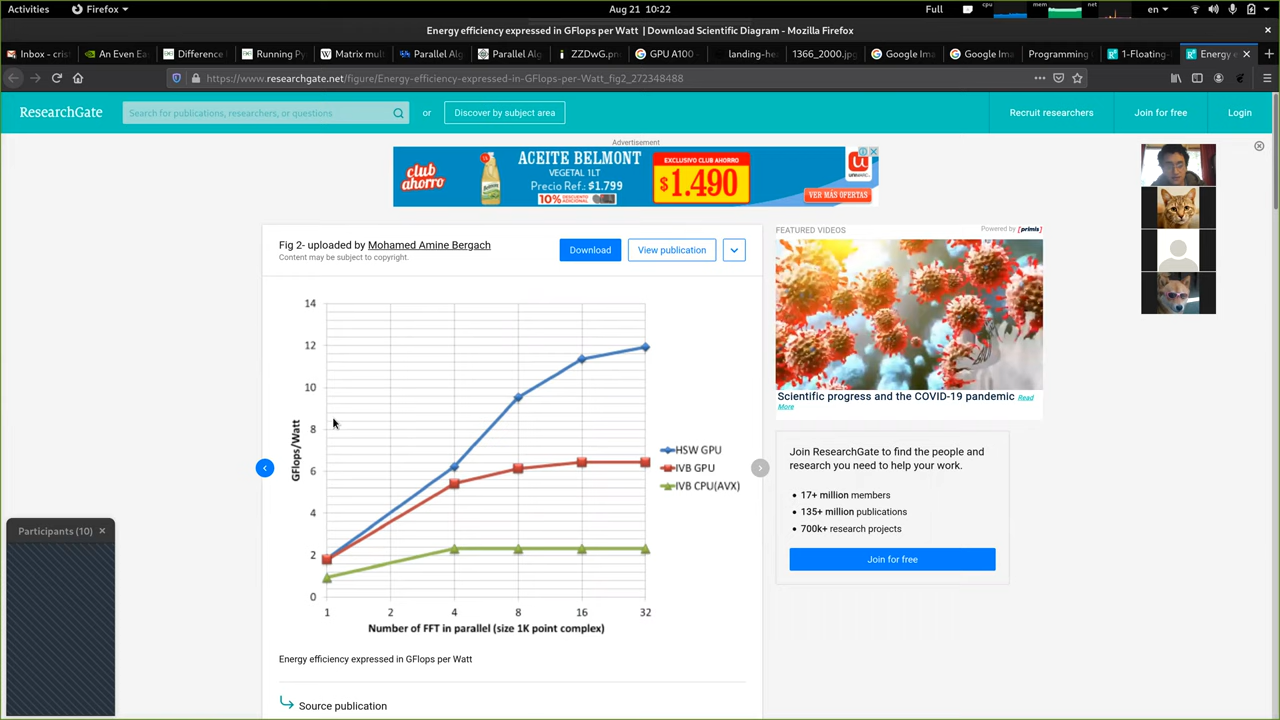 Activities
Firefox
Aug 21 10:22
Full
cpu
mem
net
en
Energy efficiency expressed in GFlops per Watt | Download Scientific Diagram - Mozilla Firefox
Inbox - cris
An Even Ea
Difference
Running Py
Matrix mult
Parallel Alg
Parallel Alg
ZZDwG.pn
GPU A100
landing-hea
1366_2000.jpg
Google Ima
Google Ima
Programming
1-Floating-
Energy e
https://www.researchgate.net/figure/Energy-efficiency-expressed-in-GFlops-per-Watt_fig2_272348488
ResearchGate
Search for publications, researchers, or questions
or
Discover by subject area
Recruit researchers
Join for free
Login
Advertisement
club
ahorro
ACEITE BELMONT
VEGETAL 1LT
Precio Ref.: $1.799
10% DESCUENTO ADICIONAL
EXCLUSIVO CLUB AHORRO
$1.490
VER MÁS OFERTAS
Fig 2- uploaded by Mohamed Amine Bergach
Content may be subject to copyright.
Download
View publication
FEATURED VIDEOS
Powered by [primis]
14
12
10
8
6
4
2
0
GFlops/Watt
HSW GPU
IVB GPU
IVB CPU(AVX)
1 2 4 8 16 32
Number of FFT in parallel (size 1K point complex)
Energy efficiency expressed in GFlops per Watt
Source publication
Scientific progress and the COVID-19 pandemic Read
More
Join ResearchGate to find the people and
research you need to help your work.
17+ million members
135+ million publications
700k+ research projects
Join for free
Participants (10)